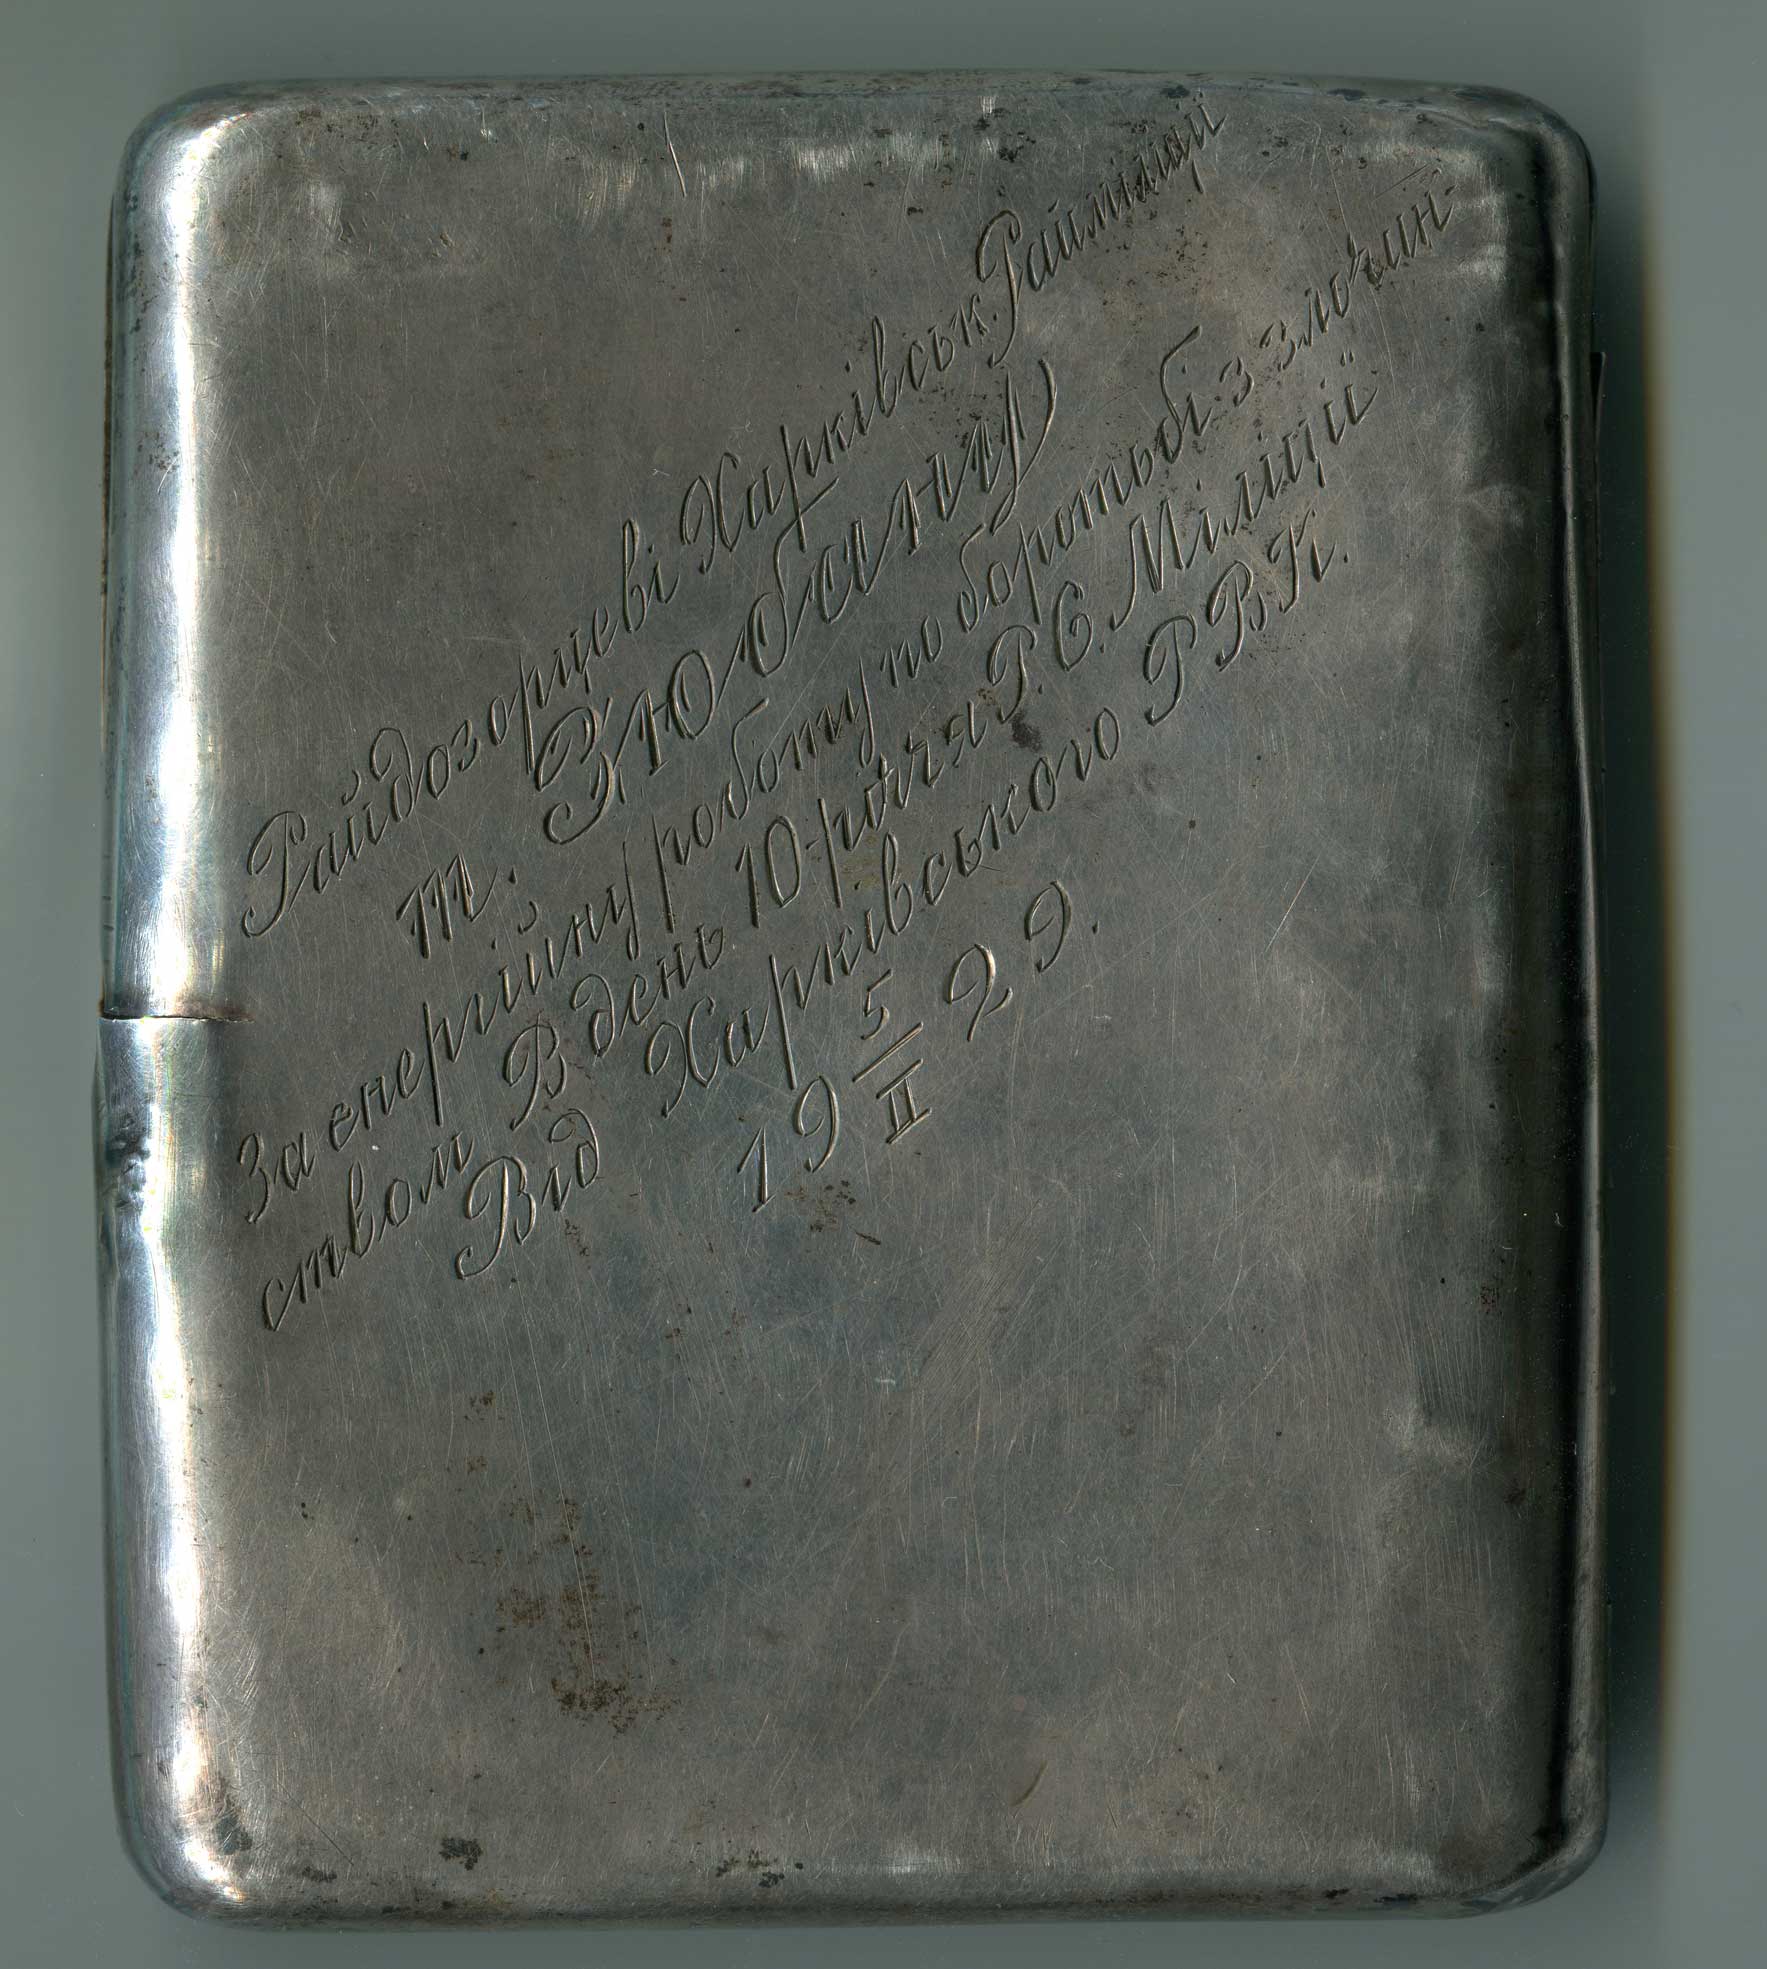 Райдозорцеві Харківськ. Райміліції
т. Зюбану
За енергійну роботу по боротьбі з злочин-
ством В день 10-річчя Р. С. Міліції
Від Харківського Р. В. К.
19 5/II 29.